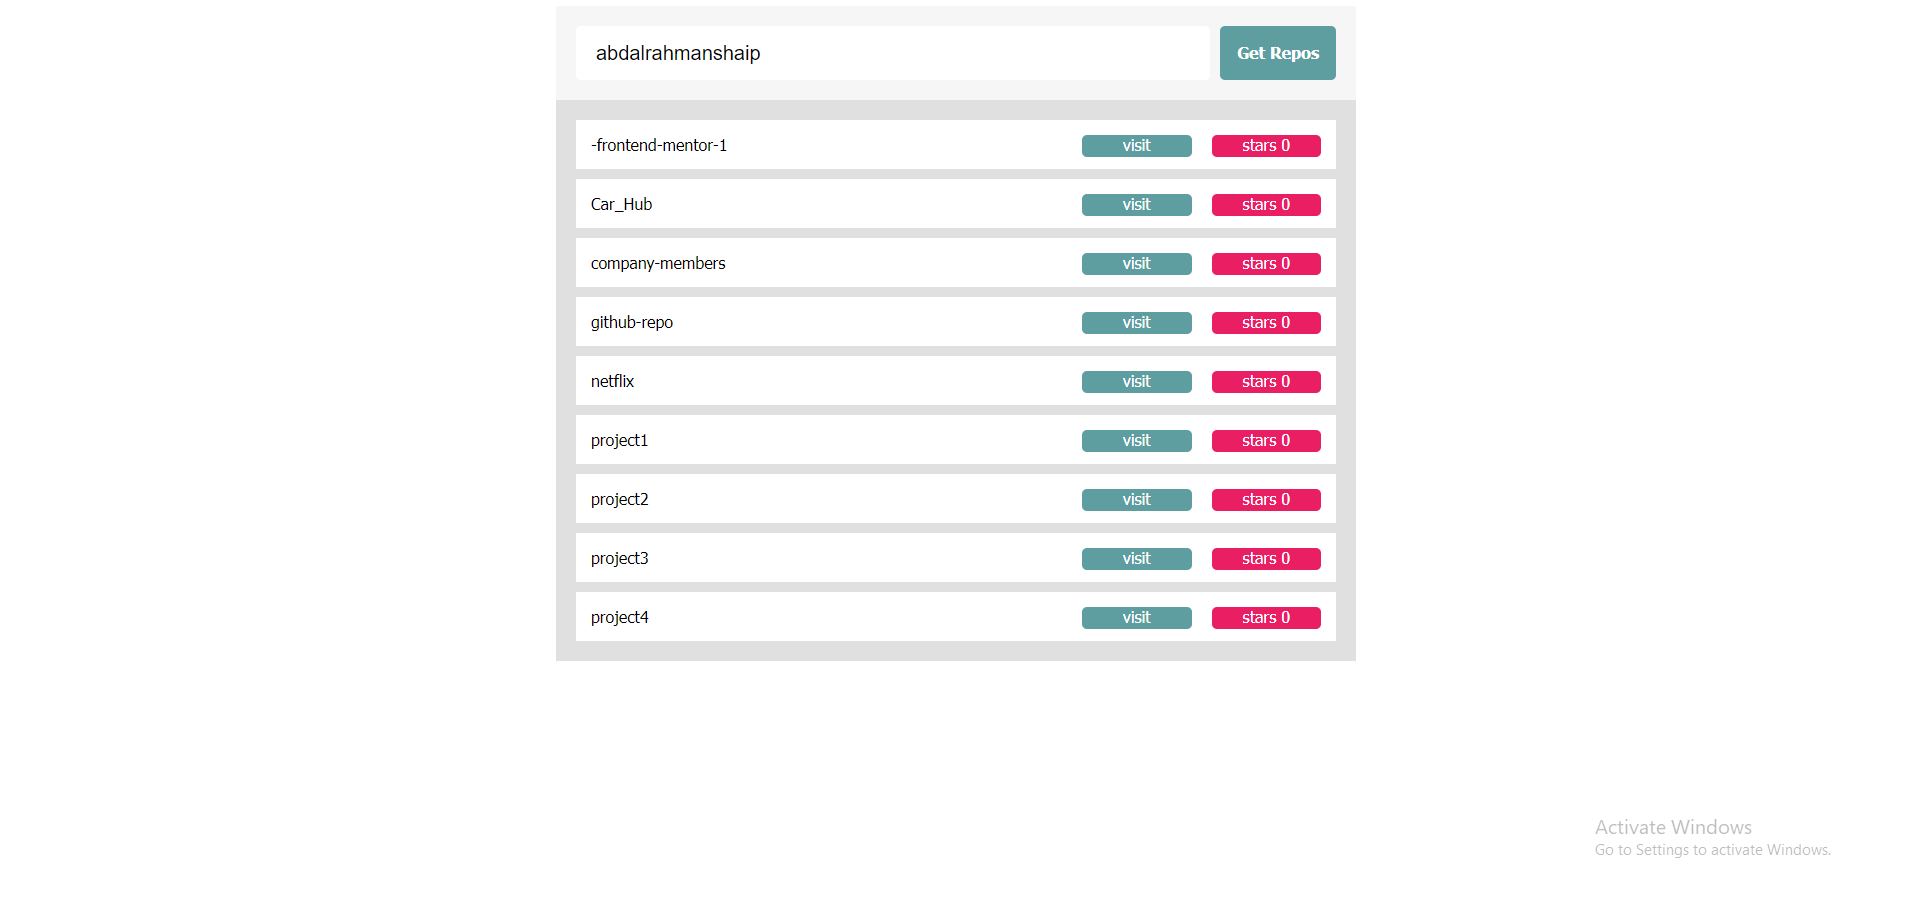 abdalrahmanshaip Get Repos
-frontend-mentor-1 visit stars 0
Car_Hub visit stars 0
company-members visit stars 0
github-repo visit stars 0
netflix visit stars 0
project1 visit stars 0
project2 visit stars 0
project3 visit stars 0
project4 visit stars 0
Activate Windows
Go to Settings to activate Windows.